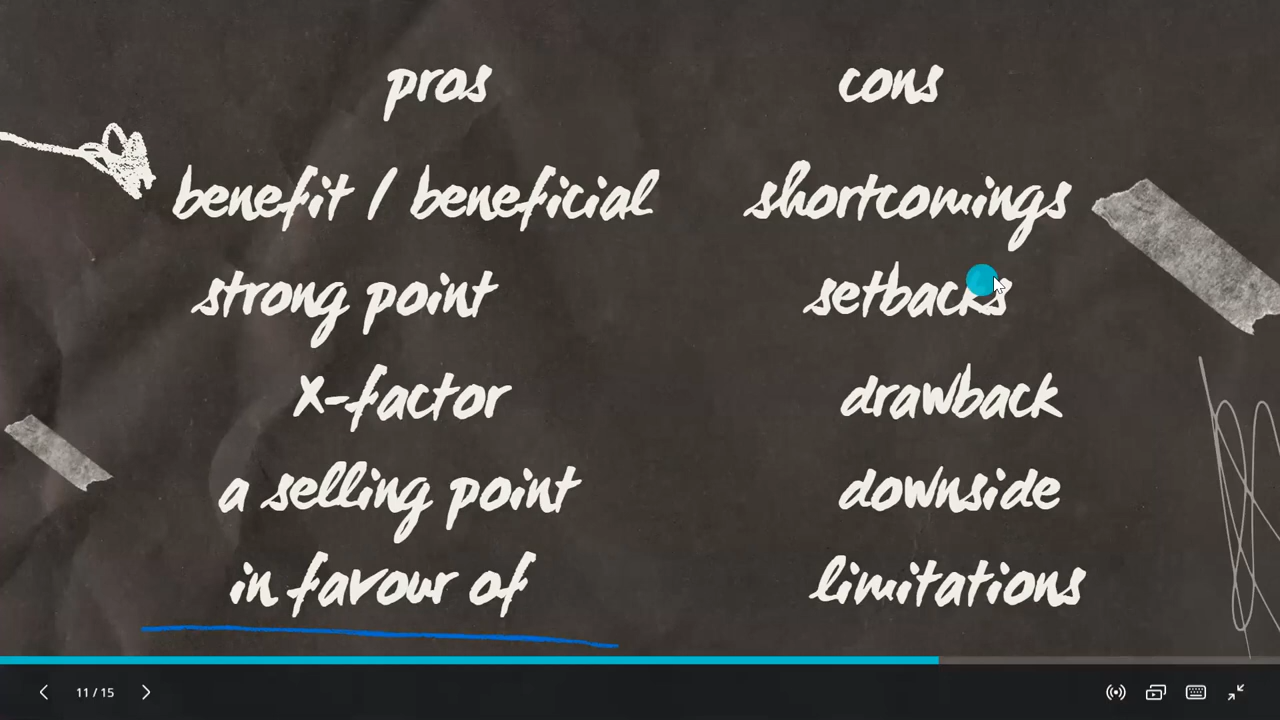 pros cons
benefit / beneficial shortcomings
strong point setbacks
X-factor drawback
a selling point downside
in favour of limitations
11 / 15